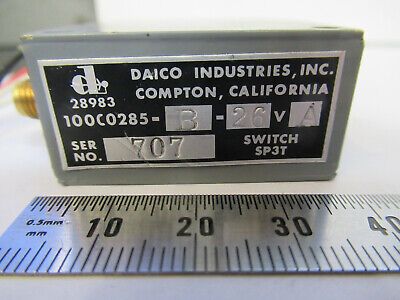 di
DAICO INDUSTRIES, INC.
28983 COMPTON, CALIFORNIA
100C0285-B-26 V A
SER NO. 707 SWITCH SP3T
0.5mm
mm 10 20 30 40